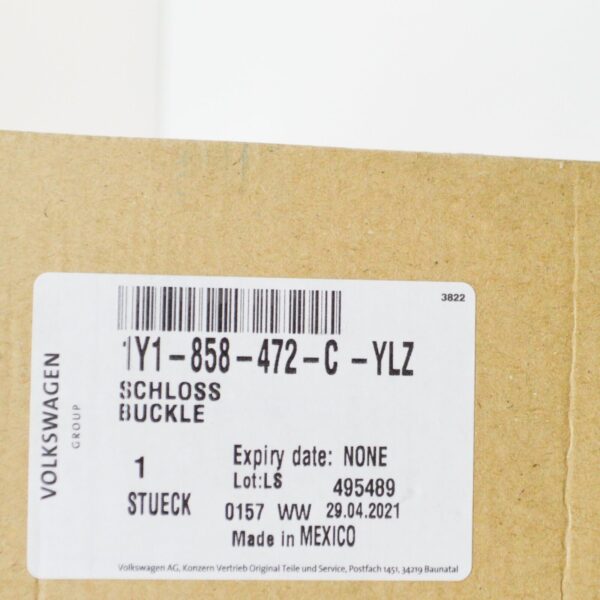 3822
1Y1-858-472-C -YLZ
SCHLOSS
BUCKLE
VOLKSWAGEN
GROUP
1
STUECK
Expiry date: NONE
Lot:LS 495489
0157 WW 29.04.2021
Made in MEXICO
Volkswagen AG, Konzern Vertrieb Original Teile und Service, Postfach 1451, 34219 Baunatal